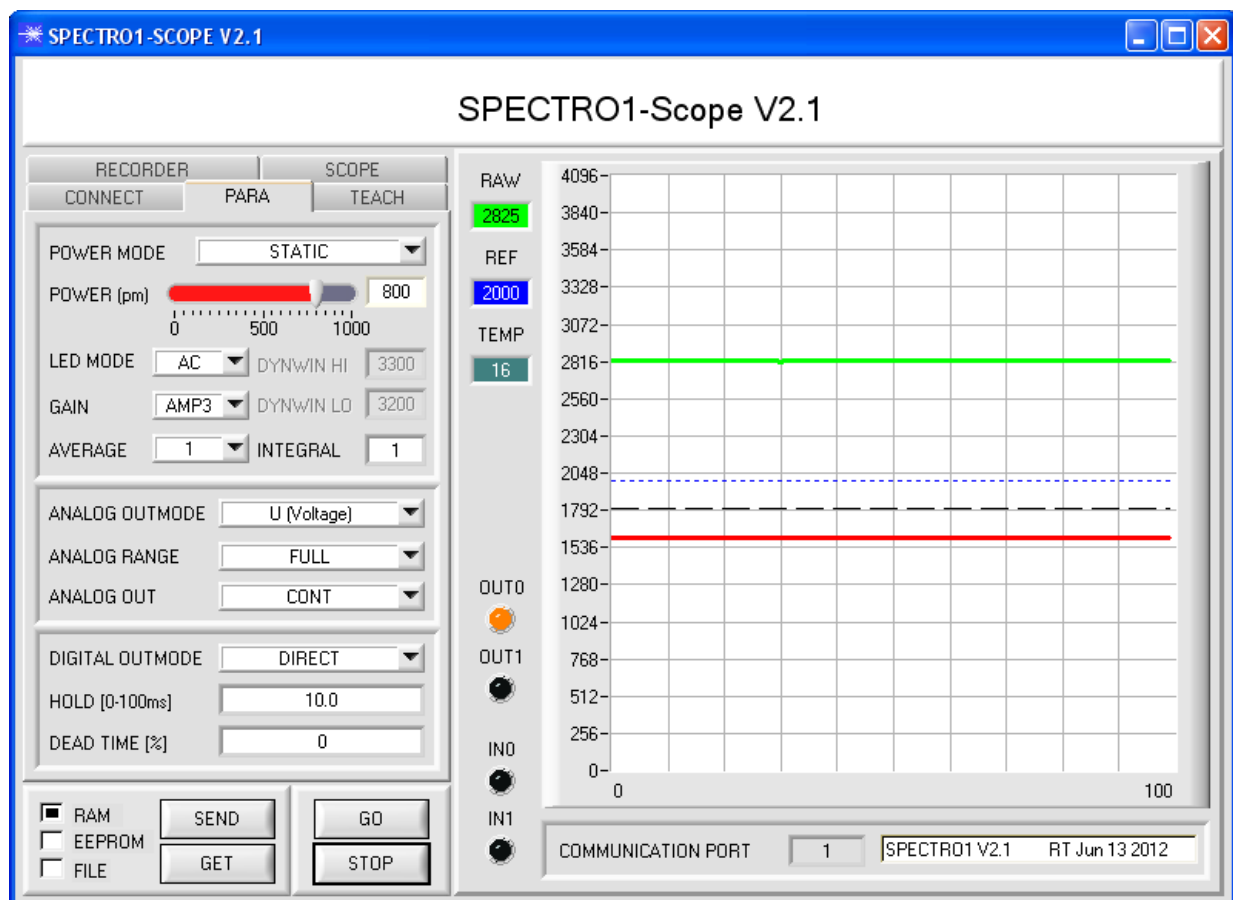 SPECTRO1-SCOPE V2.1
SPECTRO1-Scope V2.1
RECORDER SCOPE
CONNECT PARA TEACH
POWER MODE STATIC
POWER (pm) 800
0 500 1000
LED MODE AC DYNWIN HI 3300
GAIN AMP3 DYNWIN LO 3200
AVERAGE 1 INTEGRAL 1
ANALOG OUTMODE U (Voltage)
ANALOG RANGE FULL
ANALOG OUT CONT
DIGITAL OUTMODE DIRECT
HOLD [0-100ms] 10.0
DEAD TIME [%] 0
RAM
EEPROM
FILE
SEND
GET
GO
STOP
RAW
2825
REF
2000
TEMP
16
OUT0
OUT1
IN0
IN1
4096
3840
3584
3328
3072
2816
2560
2304
2048
1792
1536
1280
1024
768
512
256
0
0 100
COMMUNICATION PORT 1 SPECTRO1 V2.1 RT Jun 13 2012